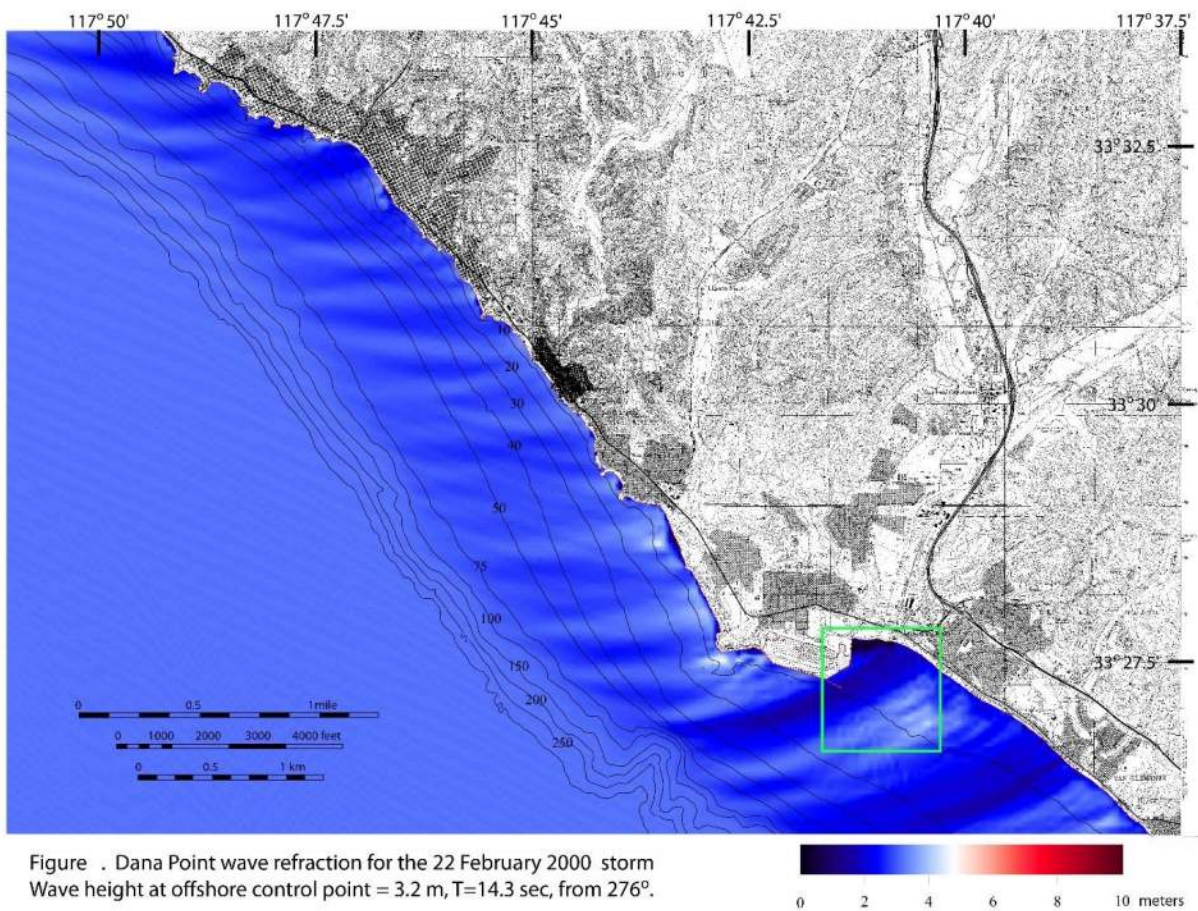 117° 50' 117° 47.5' 117° 45' 117° 42.5' 117° 40' 117° 37.5'
33° 32.5'
10
20
33° 30'
30
40
50
75
100
150
33° 27.5'
200
0 0.5 1mile
0 1000 2000 3000 4000 feet
250
0 0.5 1 km
SAN CLEMENTE
Figure . Dana Point wave refraction for the 22 February 2000 storm
Wave height at offshore control point = 3.2 m, T=14.3 sec, from 276°.
0 2 4 6 8 10 meters